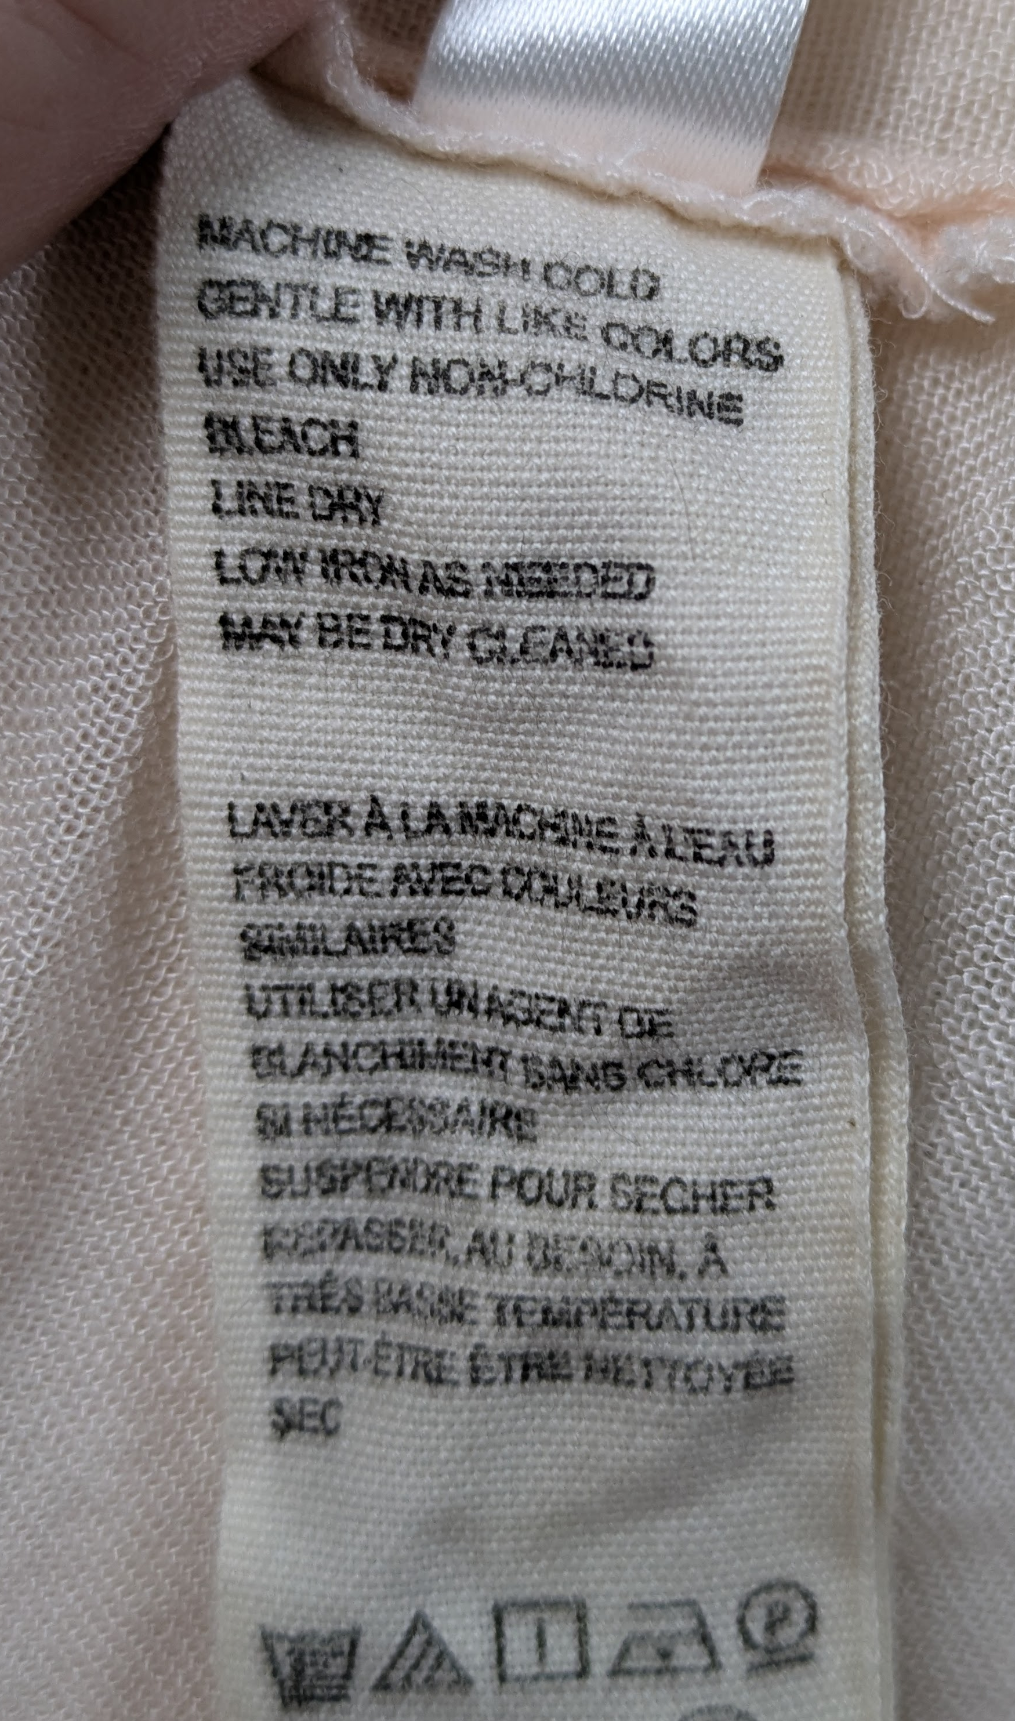 MACHINE WASH COLD
GENTLE WITH LIKE COLORS
USE ONLY NON-CHLORINE
BLEACH
LINE DRY
LOW IRON AS NEEDED
MAY BE DRY CLEANED
LAVER À LA MACHINE À L'EAU
FROIDE AVEC COULEURS
SIMILAIRES
UTILISER UN AGENT DE
BLANCHIMENT SANS CHLORE
SI NÉCESSAIRE
SUSPENDRE POUR SECHER
REPASSER, AU BESOIN, À
TRÉS BASSE TEMPÉRATURE
PEUT-ÊTRE ÊTRE NETTOYÉE
SEC
P